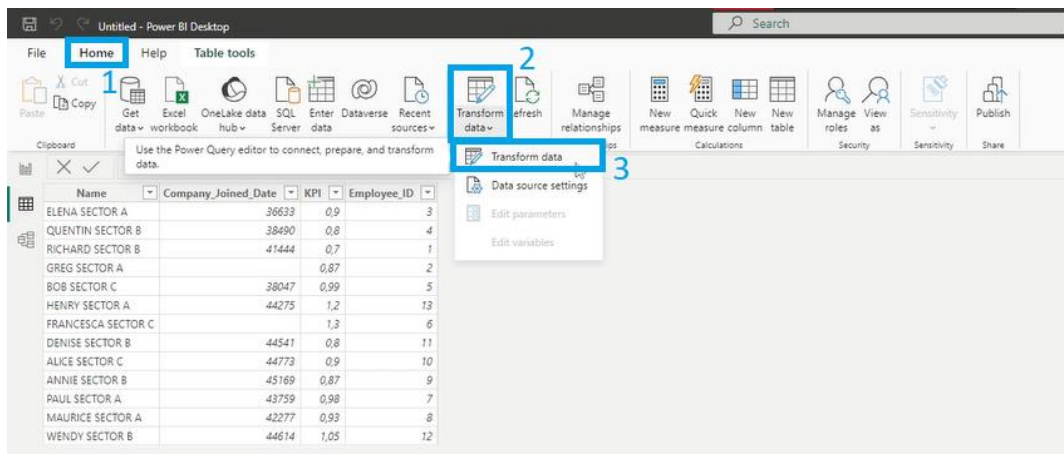 Untitled - Power BI Desktop
Search
File Home Help Table tools
1
2
3
Paste
Cut
Copy
Get data
Excel workbook
OneLake data hub
SQL Server
Enter data
Dataverse
Recent sources
Transform data
efresh
Manage relationships
New measure
Quick measure
New column
New table
Manage roles
View as
Sensitivity
Publish
Clipboard
ps
Calculations
Security
Sensitivity
Share
Use the Power Query editor to connect, prepare, and transform
data.
Transform data
Data source settings
Edit parameters
Edit variables
Name Company_Joined_Date KPI Employee_ID
ELENA SECTOR A 36633 0,9 3
QUENTIN SECTOR B 38490 0,8 4
RICHARD SECTOR B 41444 0,7 1
GREG SECTOR A 0,87 2
BOB SECTOR C 38047 0,99 5
HENRY SECTOR A 44275 1,2 13
FRANCESCA SECTOR C 1,3 6
DENISE SECTOR B 44541 0,8 11
ALICE SECTOR C 44773 0,9 10
ANNIE SECTOR B 45169 0,87 9
PAUL SECTOR A 43759 0,98 7
MAURICE SECTOR A 42277 0,93 8
WENDY SECTOR B 44614 1,05 12